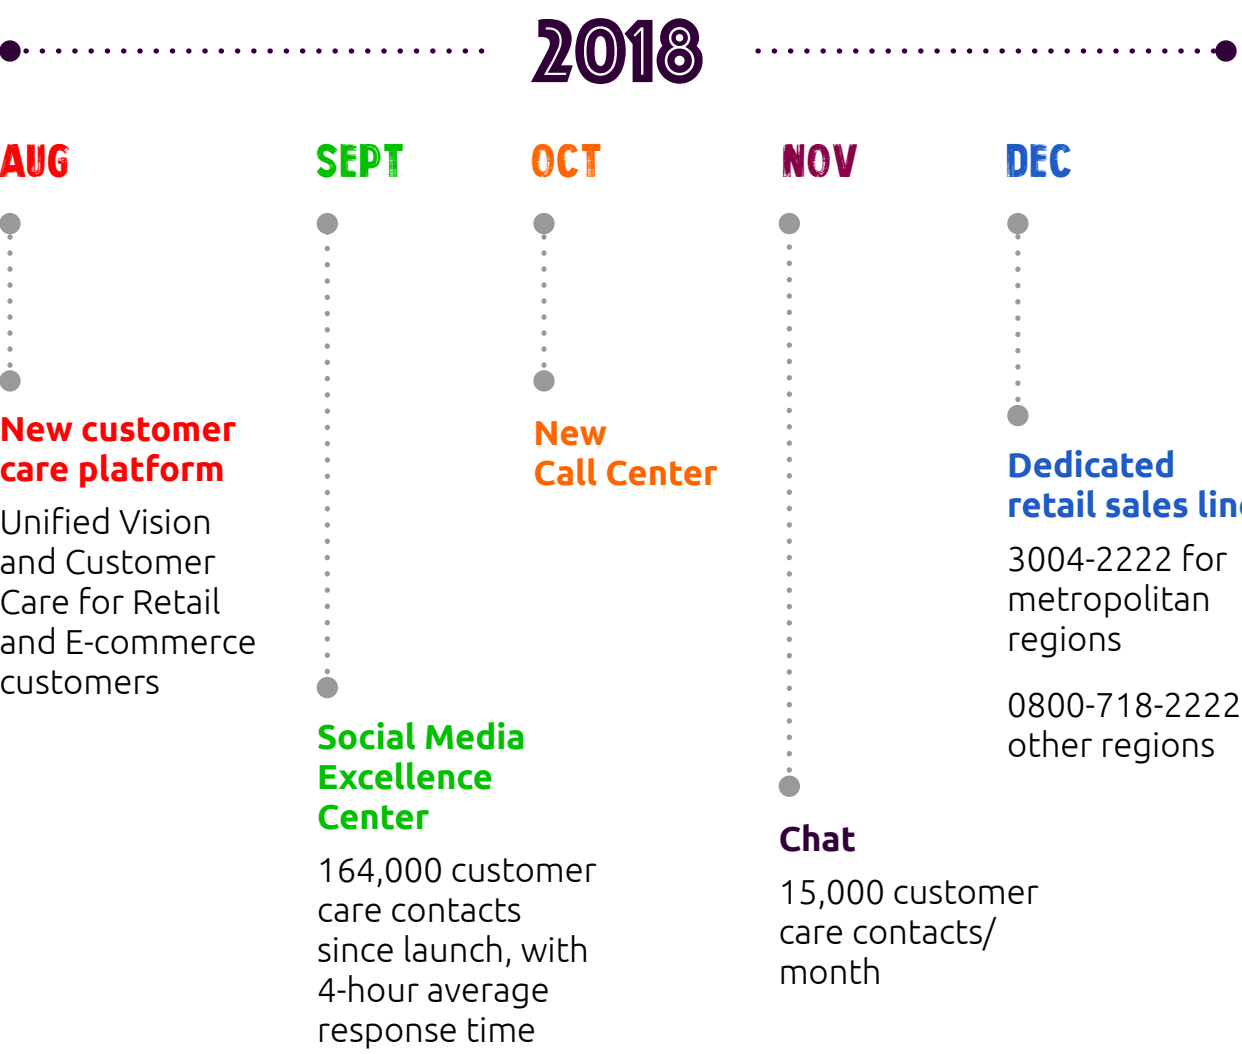 2018
AUG
New customer
care platform
Unified Vision
and Customer
Care for Retail
and E-commerce
customers
SEPT
Social Media
Excellence
Center
164,000 customer
care contacts
since launch, with
4-hour average
response time
OCT
New
Call Center
NOV
Chat
15,000 customer
care contacts/
month
DEC
Dedicated
retail sales line
3004-2222 for
metropolitan
regions
0800-718-2222
other regions